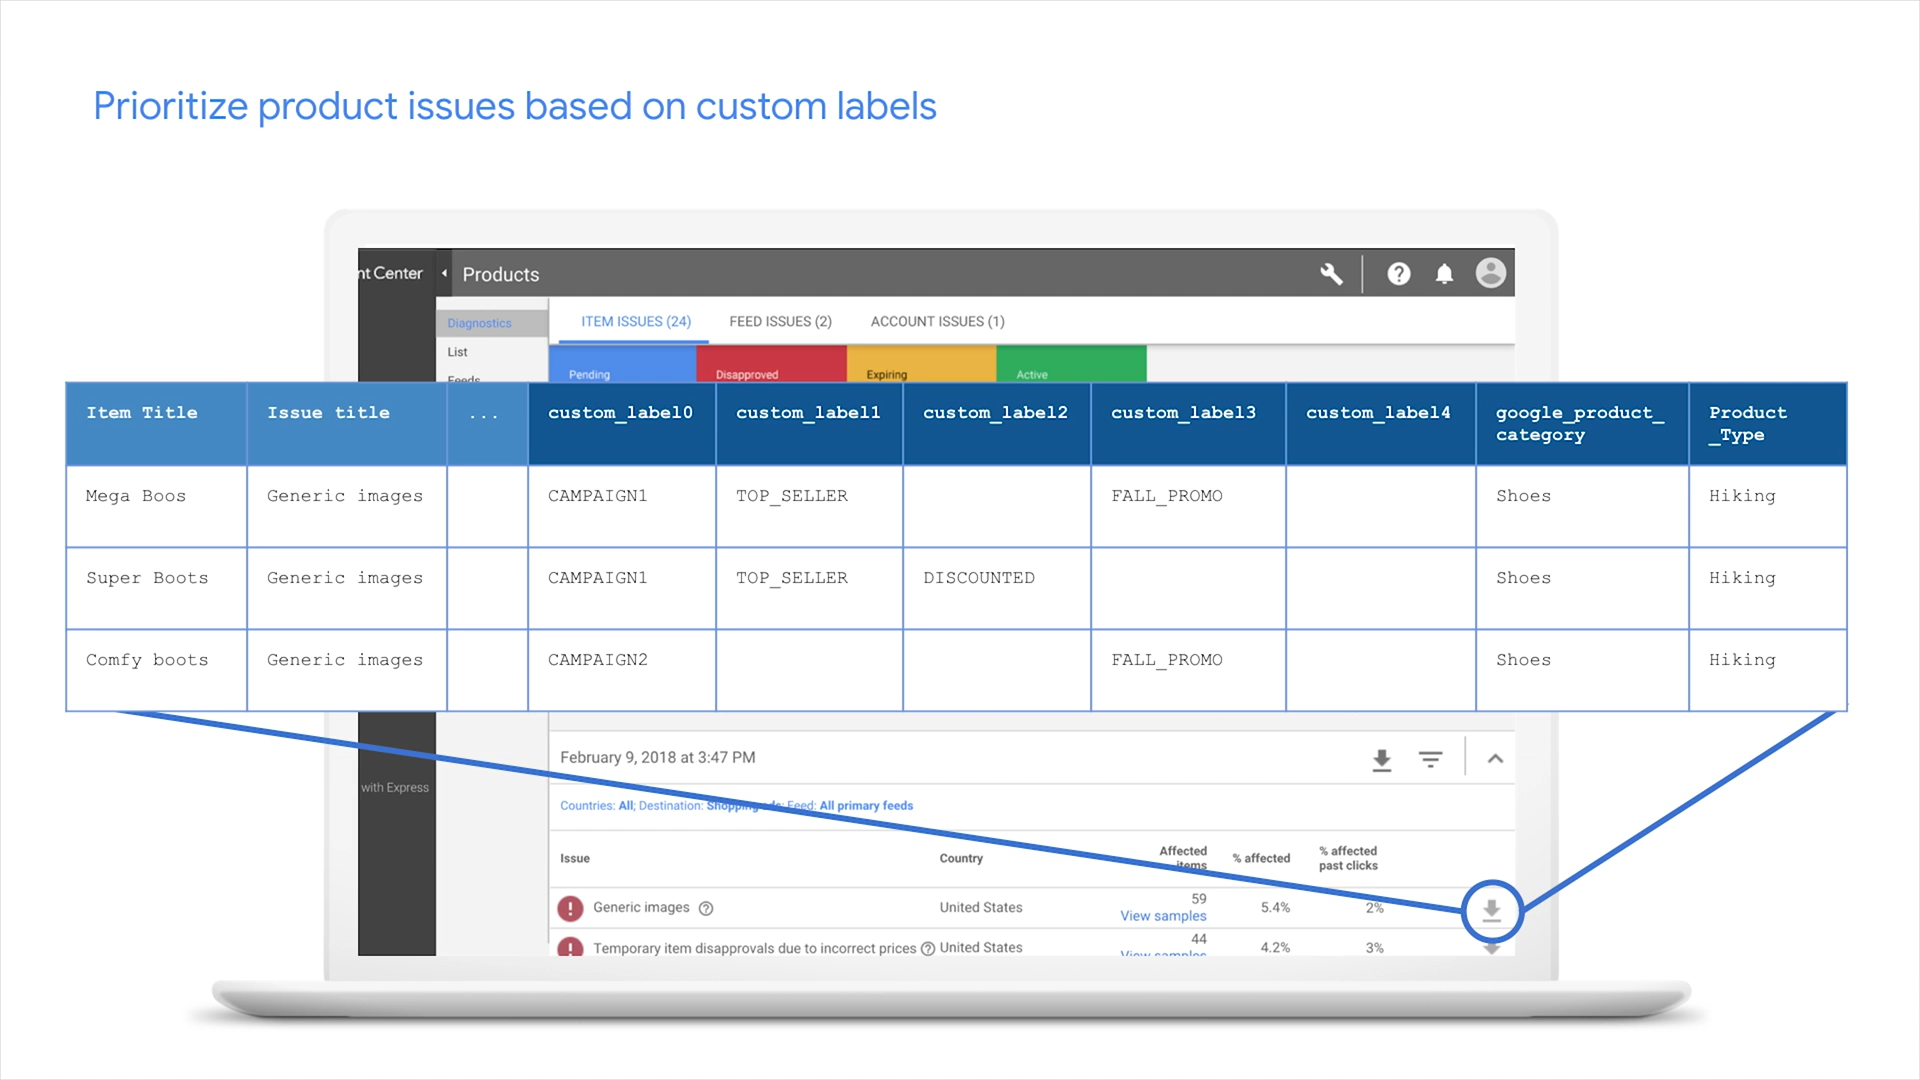 Prioritize product issues based on custom labels
nt Center
Products
Diagnostics
List
Feeds
ITEM ISSUES (24) FEED ISSUES (2) ACCOUNT ISSUES (1)
Pending Disapproved Expiring Active
Item Title Issue title ... custom_label0 custom_label1 custom_label2 custom_label3 custom_label4 google_product_ Product
category _Type
Mega Boos Generic images CAMPAIGN1 TOP_SELLER FALL_PROMO Shoes Hiking
Super Boots Generic images CAMPAIGN1 TOP_SELLER DISCOUNTED Shoes Hiking
Comfy boots Generic images CAMPAIGN2 FALL_PROMO Shoes Hiking
with Express
February 9, 2018 at 3:47 PM
Countries: All; Destination: Shopping ads; Feed: All primary feeds
Issue Country Affected items % affected % affected past clicks
Generic images United States 59 5.4% 2%
View samples
Temporary item disapprovals due to incorrect prices United States 44 4.2% 3%
View samples